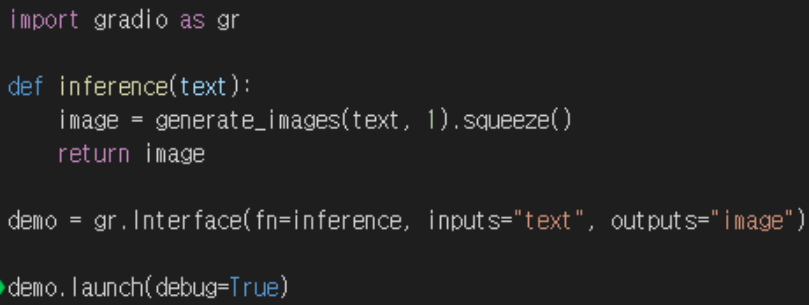 import gradio as gr
def inference(text):
    image = generate_images(text, 1).squeeze()
    return image
demo = gr.Interface(fn=inference, inputs="text", outputs="image")
demo.launch(debug=True)